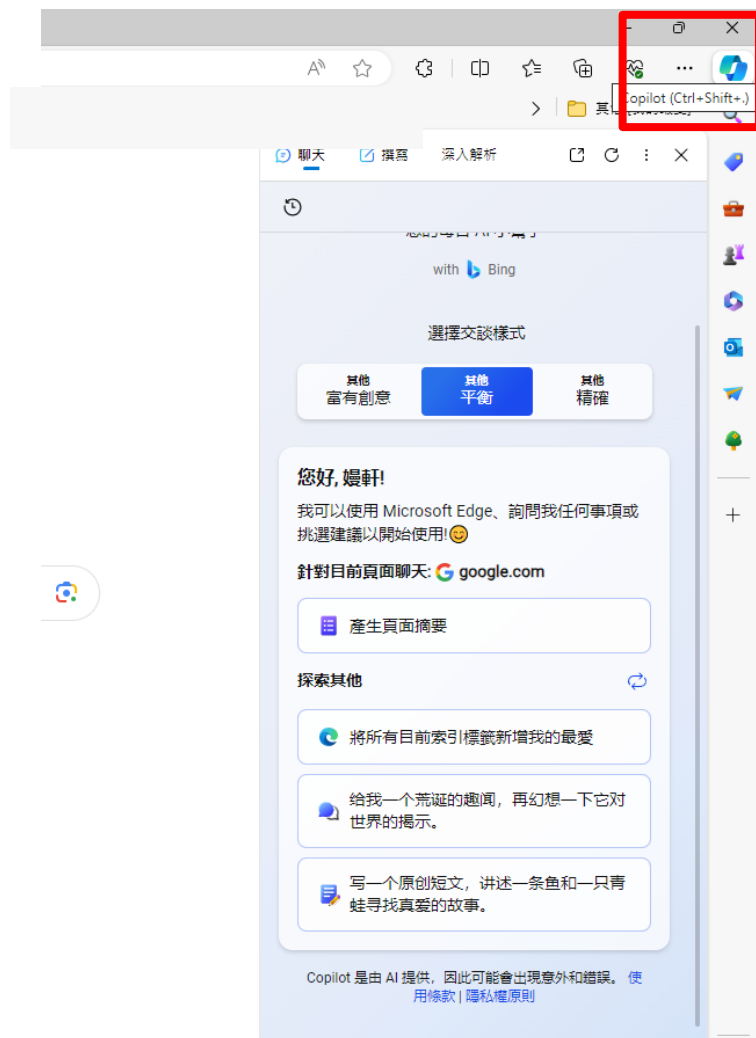 Copilot (Ctrl+Shift+.)
聊天 撰寫 深入解析
with Bing
選擇交談樣式
其他
富有創意
其他
平衡
其他
精確
您好, 嫚軒!
我可以使用 Microsoft Edge、詢問我任何事項或
挑選建議以開始使用!😊
針對目前頁面聊天: google.com
產生頁面摘要
探索其他
將所有目前索引標籤新增我的最愛
给我一个荒诞的趣闻，再幻想一下它对
世界的揭示。
写一个原创短文，讲述一条鱼和一只青
蛙寻找真爱的故事。
Copilot 是由 AI 提供，因此可能會出現意外和錯誤。 使
用條款 | 隱私權原則